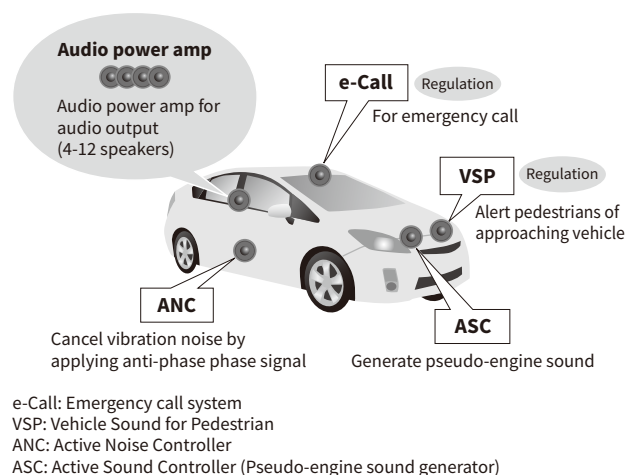 Audio power amp
Audio power amp for
audio output
(4-12 speakers)
e-Call
Regulation
For emergency call
VSP
Regulation
Alert pedestrians of
approaching vehicle
ANC
Cancel vibration noise by
applying anti-phase phase signal
ASC
Generate pseudo-engine sound
e-Call: Emergency call system
VSP: Vehicle Sound for Pedestrian
ANC: Active Noise Controller
ASC: Active Sound Controller (Pseudo-engine sound generator)